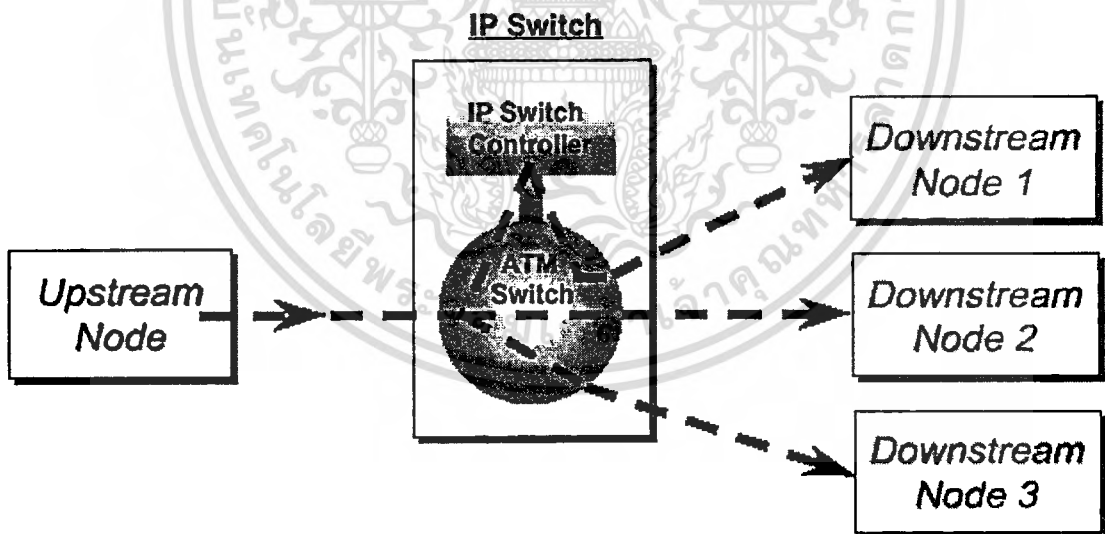 IP Switch
IP Switch
Controller
ATM
Switch
Upstream
Node
Downstream
Node 1
Downstream
Node 2
Downstream
Node 3